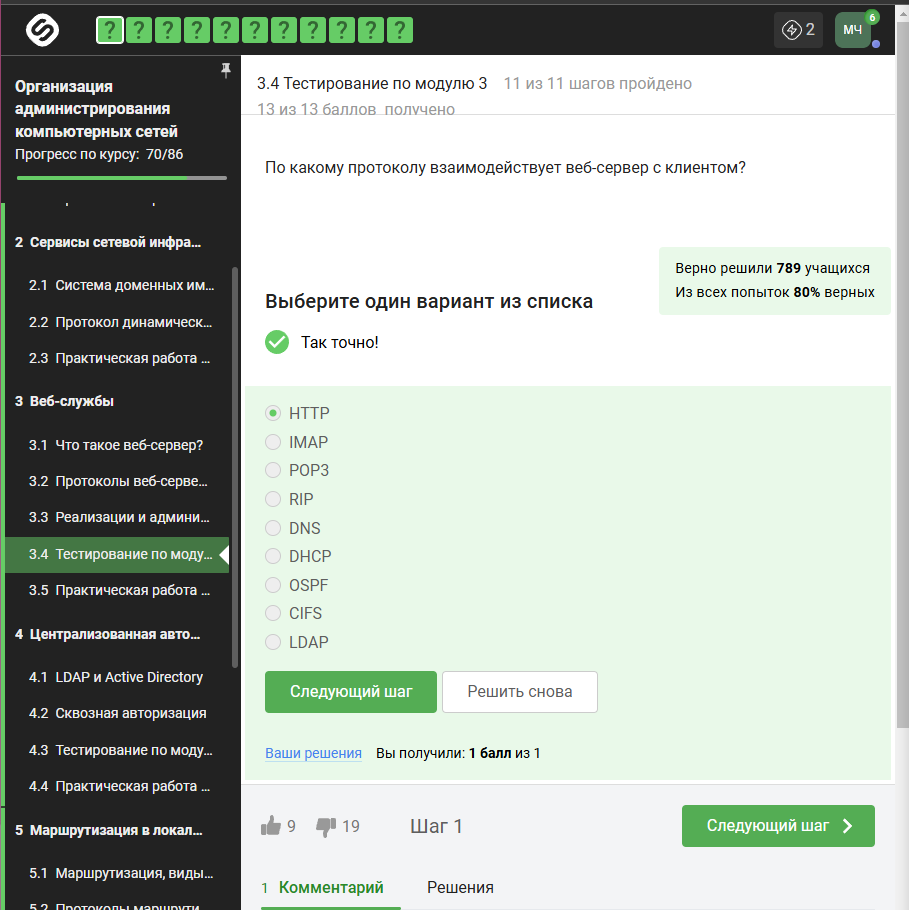 ? ? ? ? ? ? ? ? ? ? ?
2
МЧ
6
Организация
администрирования
компьютерных сетей
Прогресс по курсу: 70/86
2 Сервисы сетевой инфра...
2.1 Система доменных им...
2.2 Протокол динамическ...
2.3 Практическая работа ...
3 Веб-службы
3.1 Что такое веб-сервер?
3.2 Протоколы веб-серве...
3.3 Реализации и админи...
3.4 Тестирование по моду...
3.5 Практическая работа ...
4 Централизованная авто...
4.1 LDAP и Active Directory
4.2 Сквозная авторизация
4.3 Тестирование по моду...
4.4 Практическая работа ...
5 Маршрутизация в локал...
5.1 Маршрутизация, виды...
5.2 Протоколы маршрути...
3.4 Тестирование по модулю 3 11 из 11 шагов пройдено
13 из 13 баллов получено
По какому протоколу взаимодействует веб-сервер с клиентом?
Верно решили 789 учащихся
Из всех попыток 80% верных
Выберите один вариант из списка
Так точно!
HTTP
IMAP
POP3
RIP
DNS
DHCP
OSPF
CIFS
LDAP
Следующий шаг Решить снова
Ваши решения Вы получили: 1 балл из 1
9 19 Шаг 1 Следующий шаг
1 Комментарий Решения